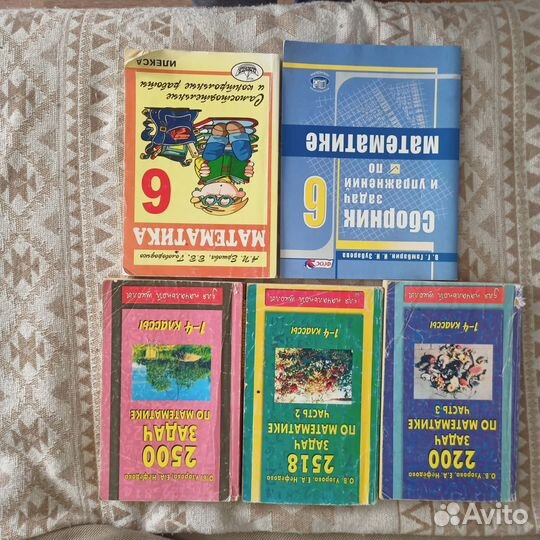 А.П. Ершова, В.В. Голобородько
МАТЕМАТИКА
6
Самостоятельные
и контрольные работы
ИЛЕКСА
В. Г. Гамбарин, И. И. Зубарева
Сборник
задач
и упражнений
ПО
математике
6
ФГОС
О.В. Узорова, Е.А. Нефедова
2500
ЗАДАЧ
ПО МАТЕМАТИКЕ
1-4 КЛАССЫ
ДЛЯ НАЧАЛЬНОЙ ШКОЛЫ
О.В. Узорова, Е.А. Нефедова
2518
ЗАДАЧ
ПО МАТЕМАТИКЕ
ЧАСТЬ 2
1-4 КЛАССЫ
ДЛЯ НАЧАЛЬНОЙ ШКОЛЫ
О.В. Узорова, Е.А. Нефедова
2200
ЗАДАЧ
ПО МАТЕМАТИКЕ
ЧАСТЬ 3
1-4 КЛАССЫ
ДЛЯ НАЧАЛЬНОЙ ШКОЛЫ
Avito